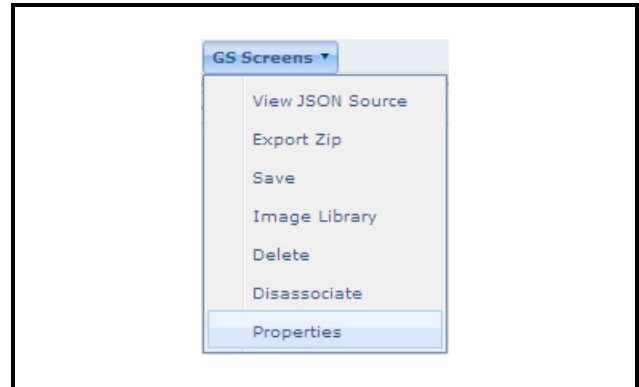 GS Screens
View JSON Source
Export Zip
Save
Image Library
Delete
Disassociate
Properties